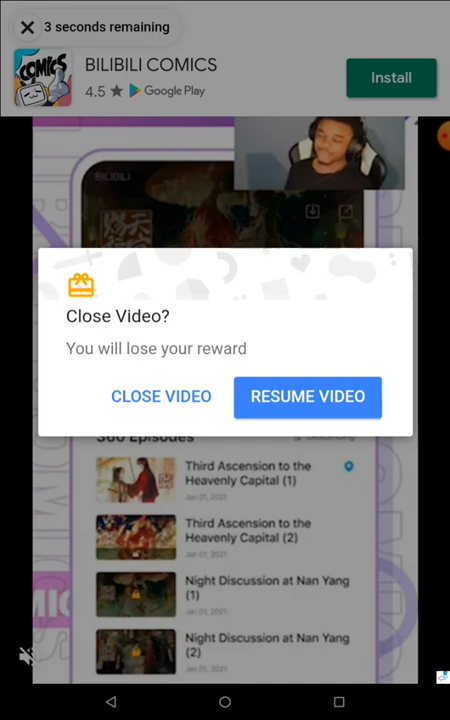 3 seconds remaining
COMICS
BILIBILI COMICS
Install
4.5 ★ Google Play
BILIBILI
Close Video?
You will lose your reward
CLOSE VIDEO
RESUME VIDEO
Episodes
Descending
Third Ascension to the
Heavenly Capital (1)
Jan 01, 2021
Third Ascension to the
Heavenly Capital (2)
Jan 01, 2021
Night Discussion at Nan Yang
(1)
Jan 01, 2021
Night Discussion at Nan Yang
(2)
Jan 01, 2021